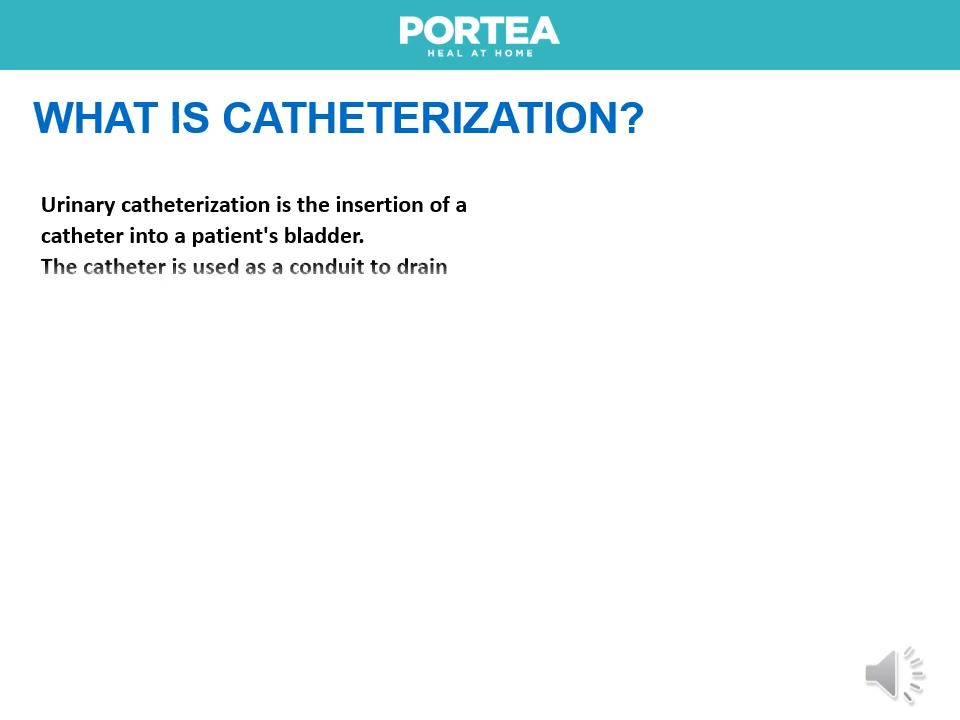 PORTEA
HEAL AT HOME
WHAT IS CATHETERIZATION?
Urinary catheterization is the insertion of a
catheter into a patient's bladder.
The catheter is used as a conduit to drain